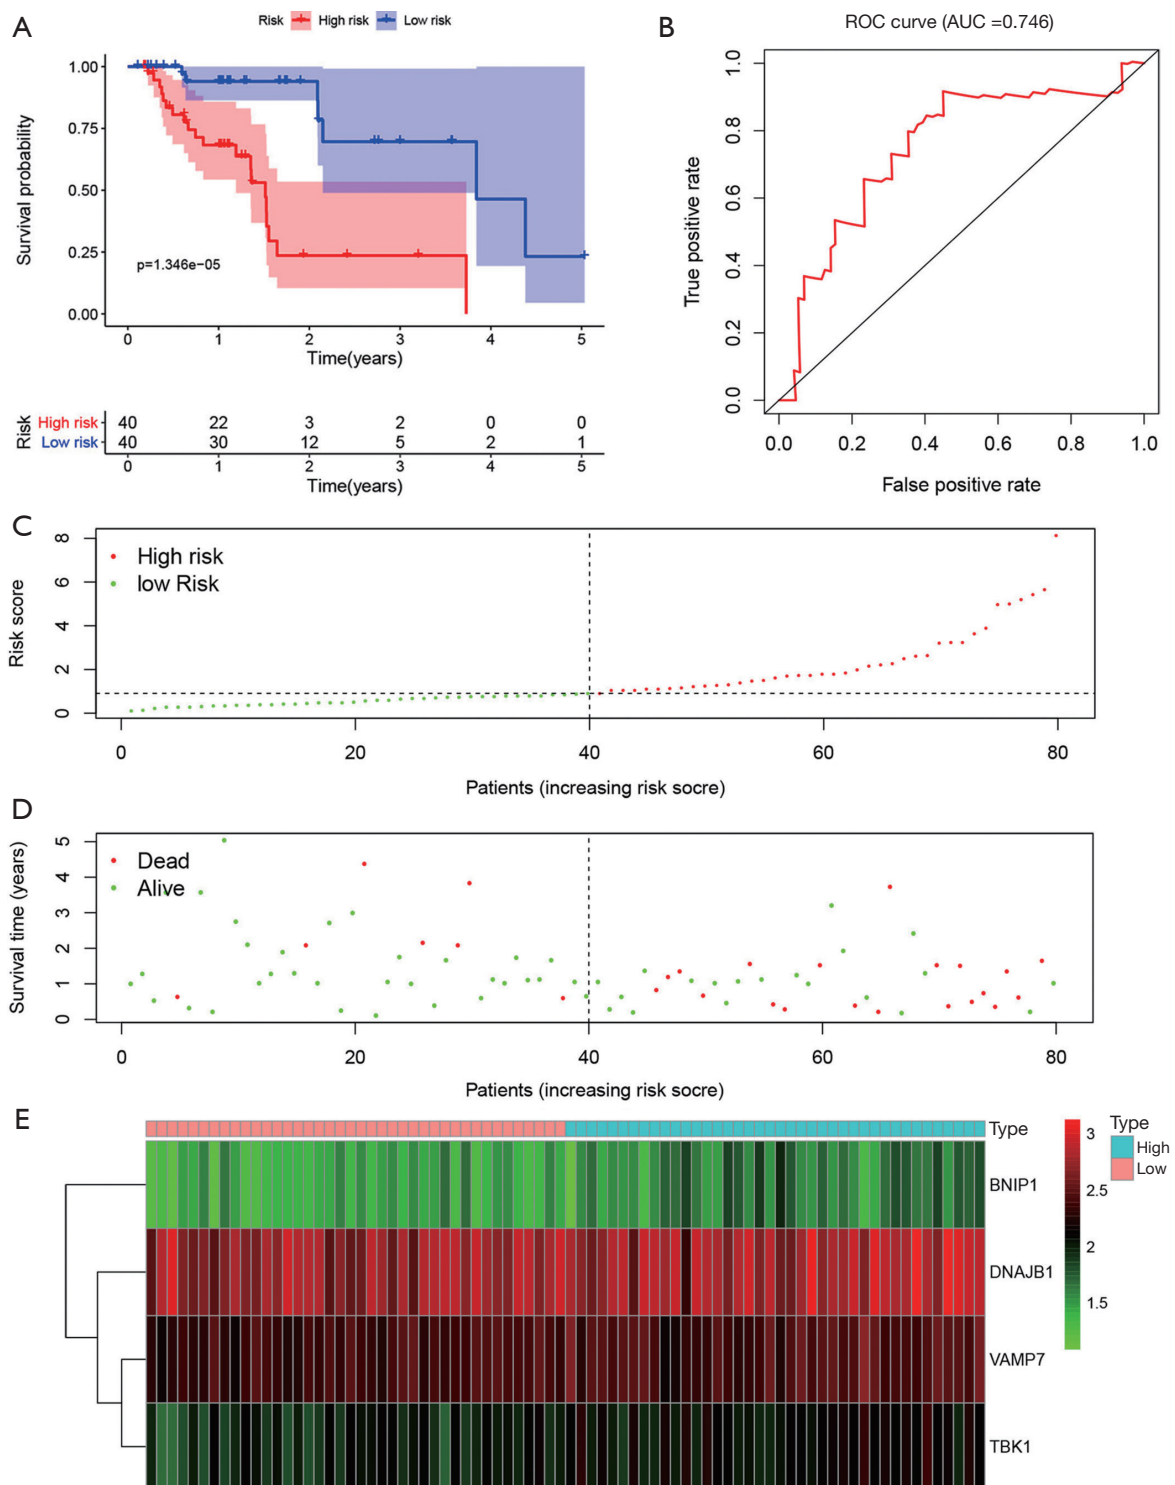 A
Risk High risk Low risk
1.00
0.75
0.50
0.25
0.00
Survival probability
p=1.346e−05
0 1 2 3 4 5
Time(years)
Risk
High risk 40 22 3 2 0 0
Low risk 40 30 12 5 2 1
0 1 2 3 4 5
Time(years)
B
ROC curve (AUC =0.746)
1.0
0.8
0.6
0.4
0.2
0.0
True positive rate
0.0 0.2 0.4 0.6 0.8 1.0
False positive rate
C
High risk
low Risk
8
6
4
2
0
Risk score
0 20 40 60 80
Patients (increasing risk socre)
D
Dead
Alive
5
4
3
2
1
0
Survival time (years)
0 20 40 60 80
Patients (increasing risk socre)
E
Type
BNIP1
DNAJB1
VAMP7
TBK1
3
2.5
2
1.5
Type
High
Low